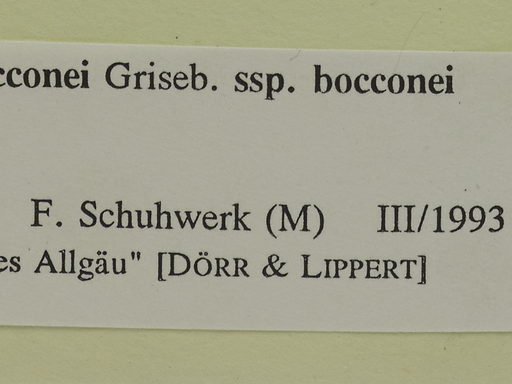 cconei Griseb. ssp. bocconei
F. Schuhwerk (M) III/1993
es Allgäu" [DÖRR & LIPPERT]